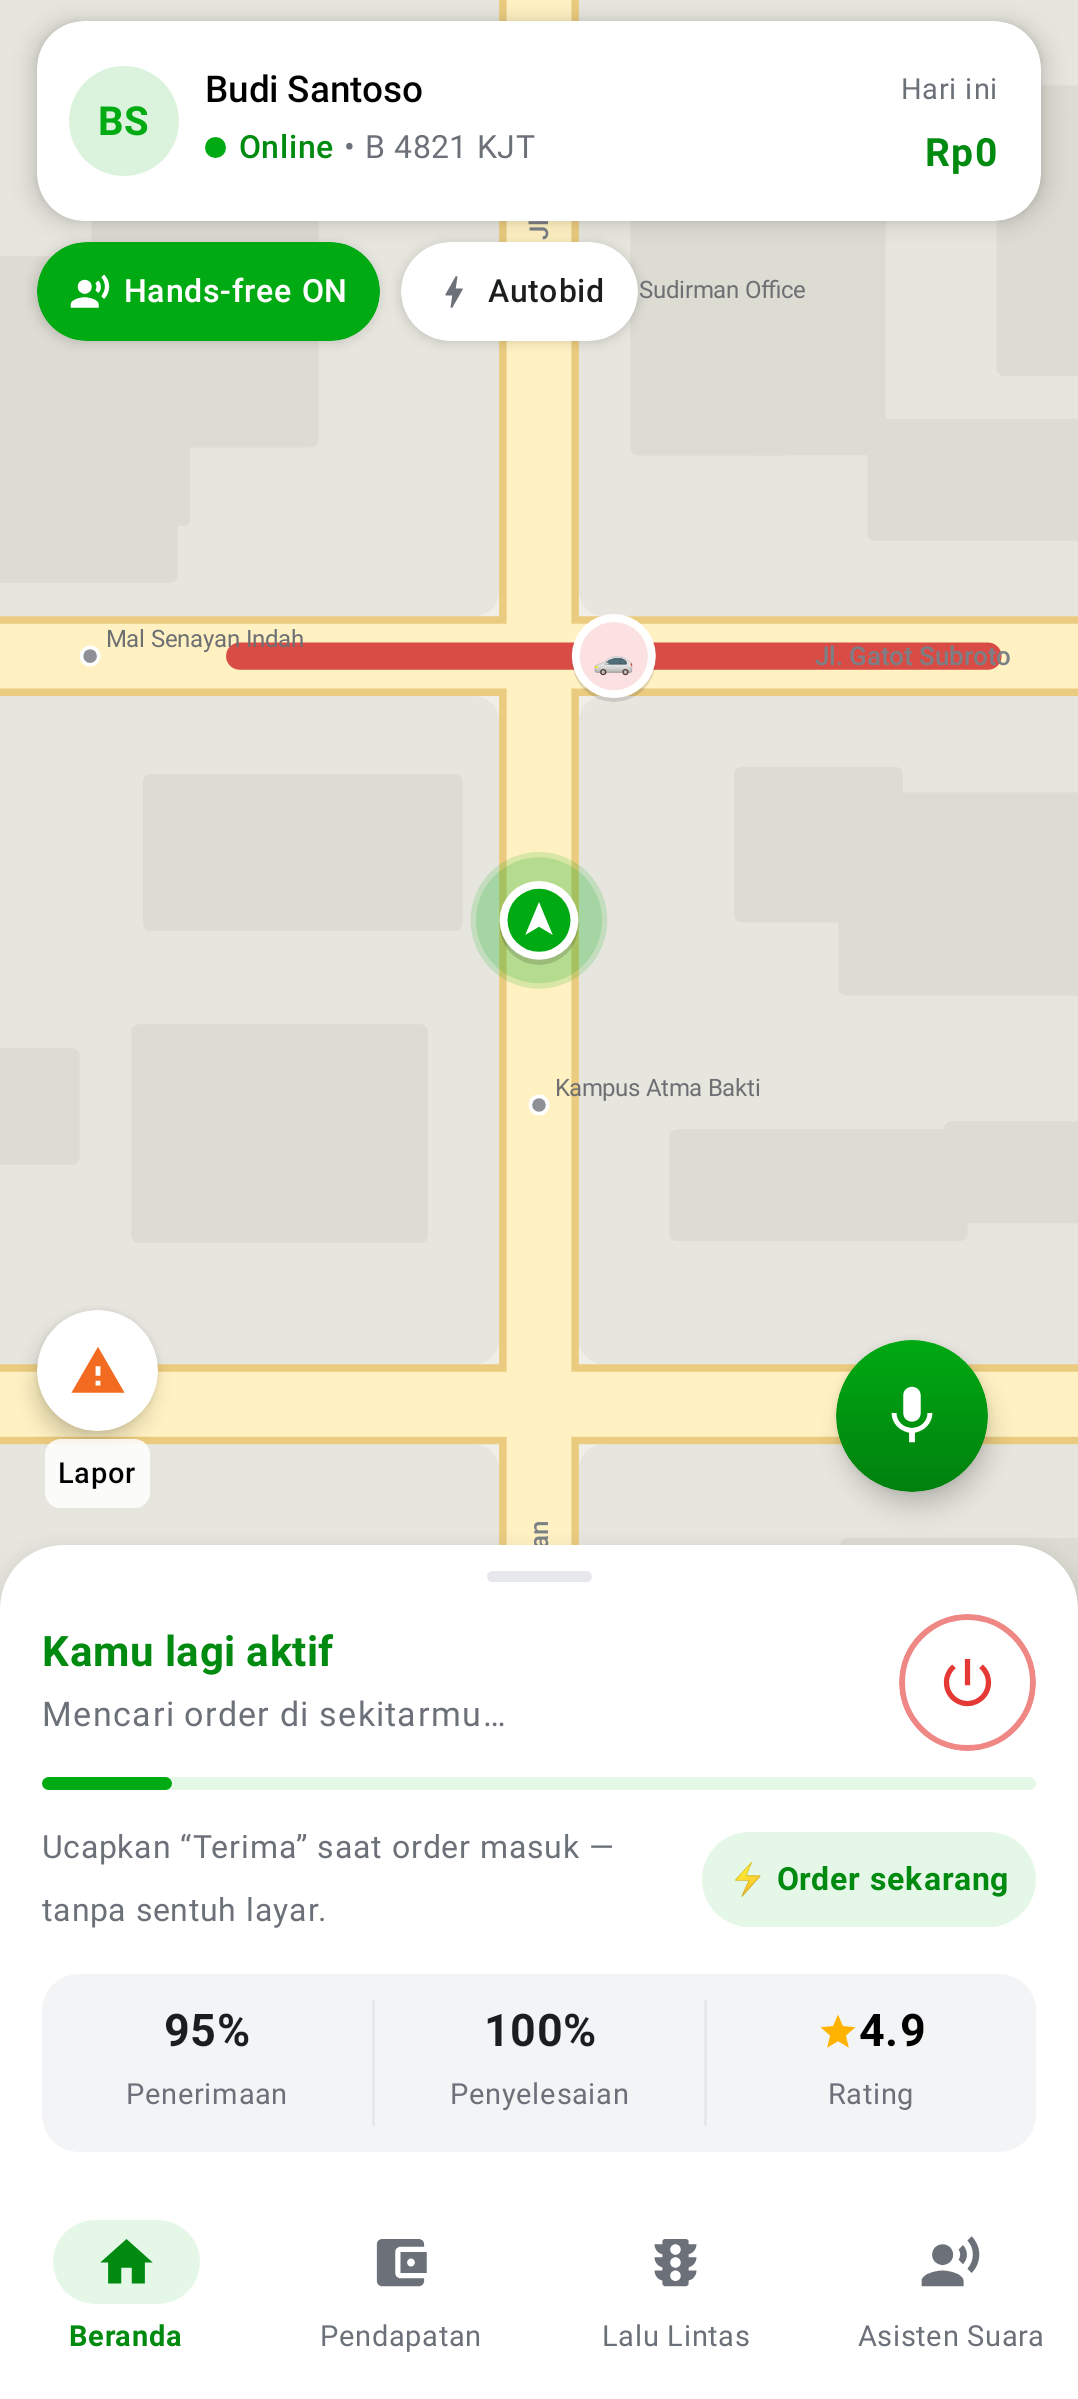 BS
Budi Santoso
Online • B 4821 KJT
Hari ini
Rp0
Jl
Hands-free ON
Autobid
Sudirman Office
Mal Senayan Indah
Jl. Gatot Subroto
Kampus Atma Bakti
Lapor
an
Kamu lagi aktif
Mencari order di sekitarmu...
Ucapkan “Terima” saat order masuk —
tanpa sentuh layar.
⚡ Order sekarang
95%
Penerimaan
100%
Penyelesaian
★4.9
Rating
Beranda
Pendapatan
Lalu Lintas
Asisten Suara